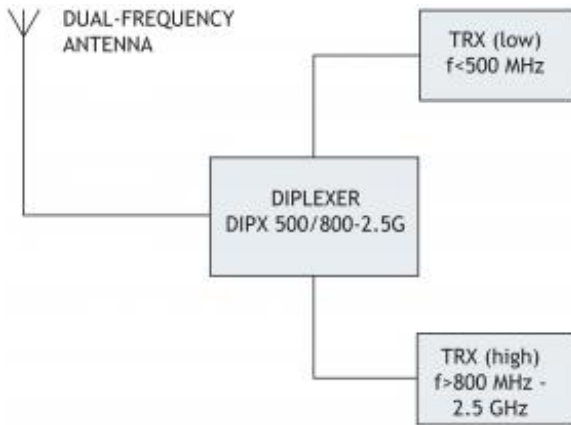 DUAL-FREQUENCY
ANTENNA
TRX (low)
f<500 MHz
DIPLEXER
DIPX 500/800-2.5G
TRX (high)
f>800 MHz -
2.5 GHz